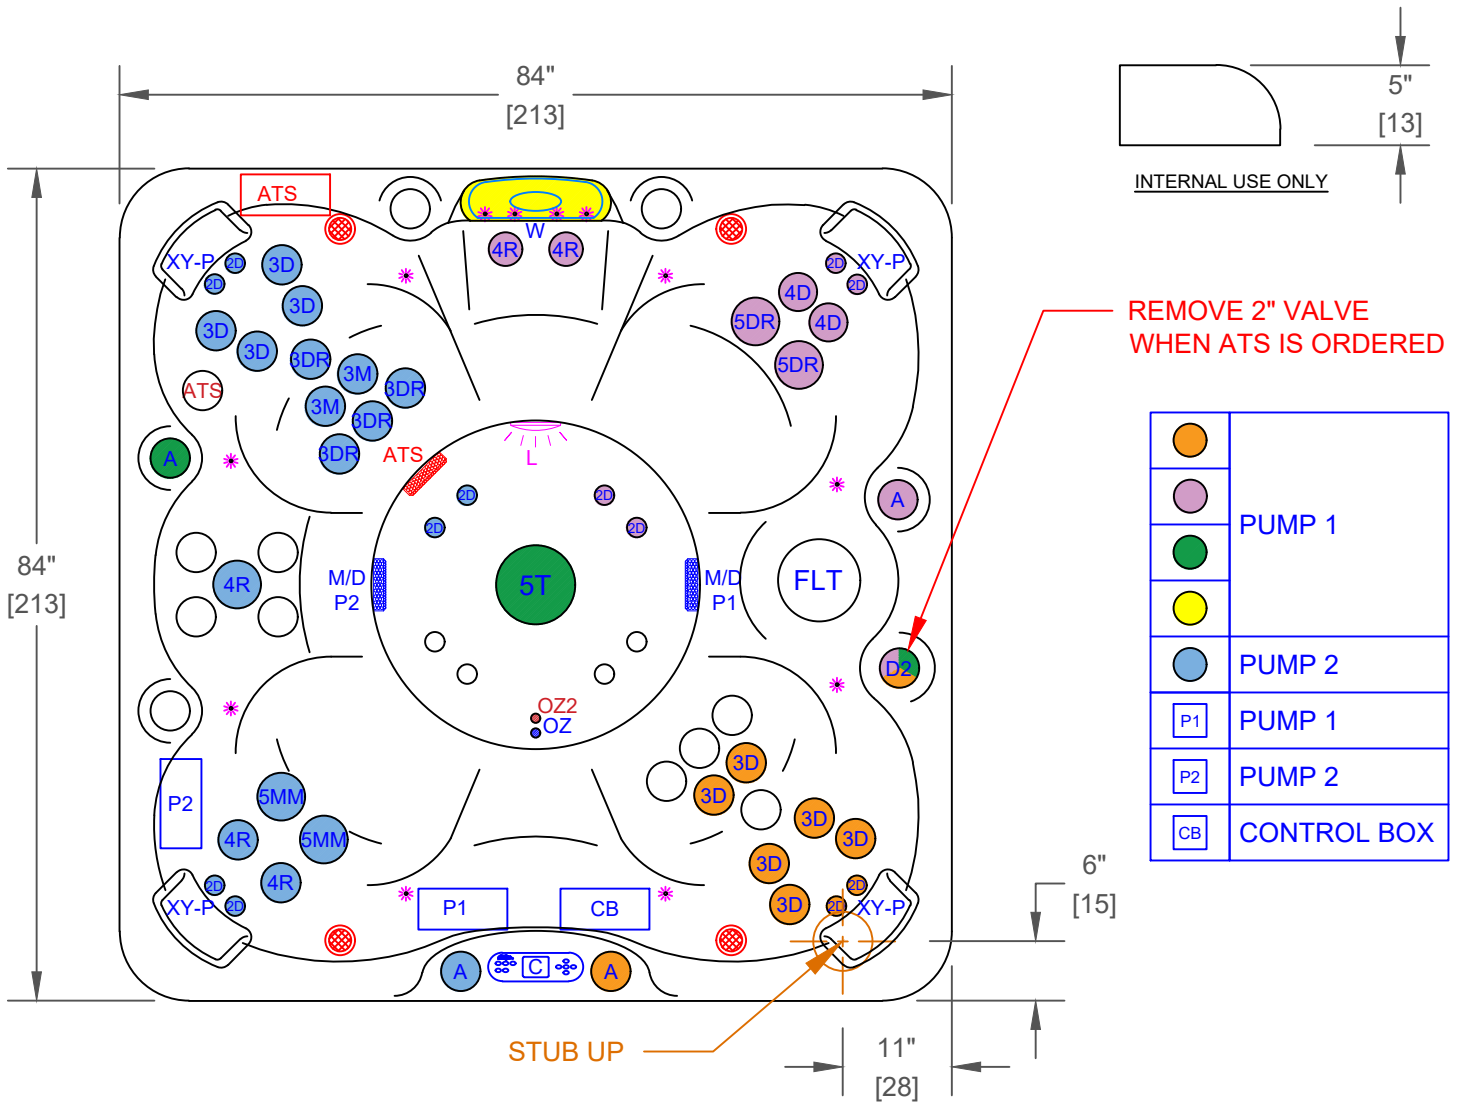 84"
[213]
5"
[13]
INTERNAL USE ONLY
ATS
W
4R
4R
XY-P
2D
2D
3D
3D
3D
3D
3DR
3M
3DR
3M
3DR
3DR
ATS
ATS
XY-P
2D
2D
4D
4D
5DR
5DR
REMOVE 2" VALVE
WHEN ATS IS ORDERED
A
L
2D
2D
2D
2D
A
84"
[213]
4R
M/D
P2
5T
M/D
P1
FLT
D2
OZ2
OZ
PUMP 1
PUMP 2
P1
PUMP 1
P2
PUMP 2
CB
CONTROL BOX
P2
5MM
5MM
4R
4R
2D
2D
XY-P
3D
3D
3D
3D
3D
3D
2D
2D
XY-P
P1
CB
A
C
A
6"
[15]
STUB UP
11"
[28]